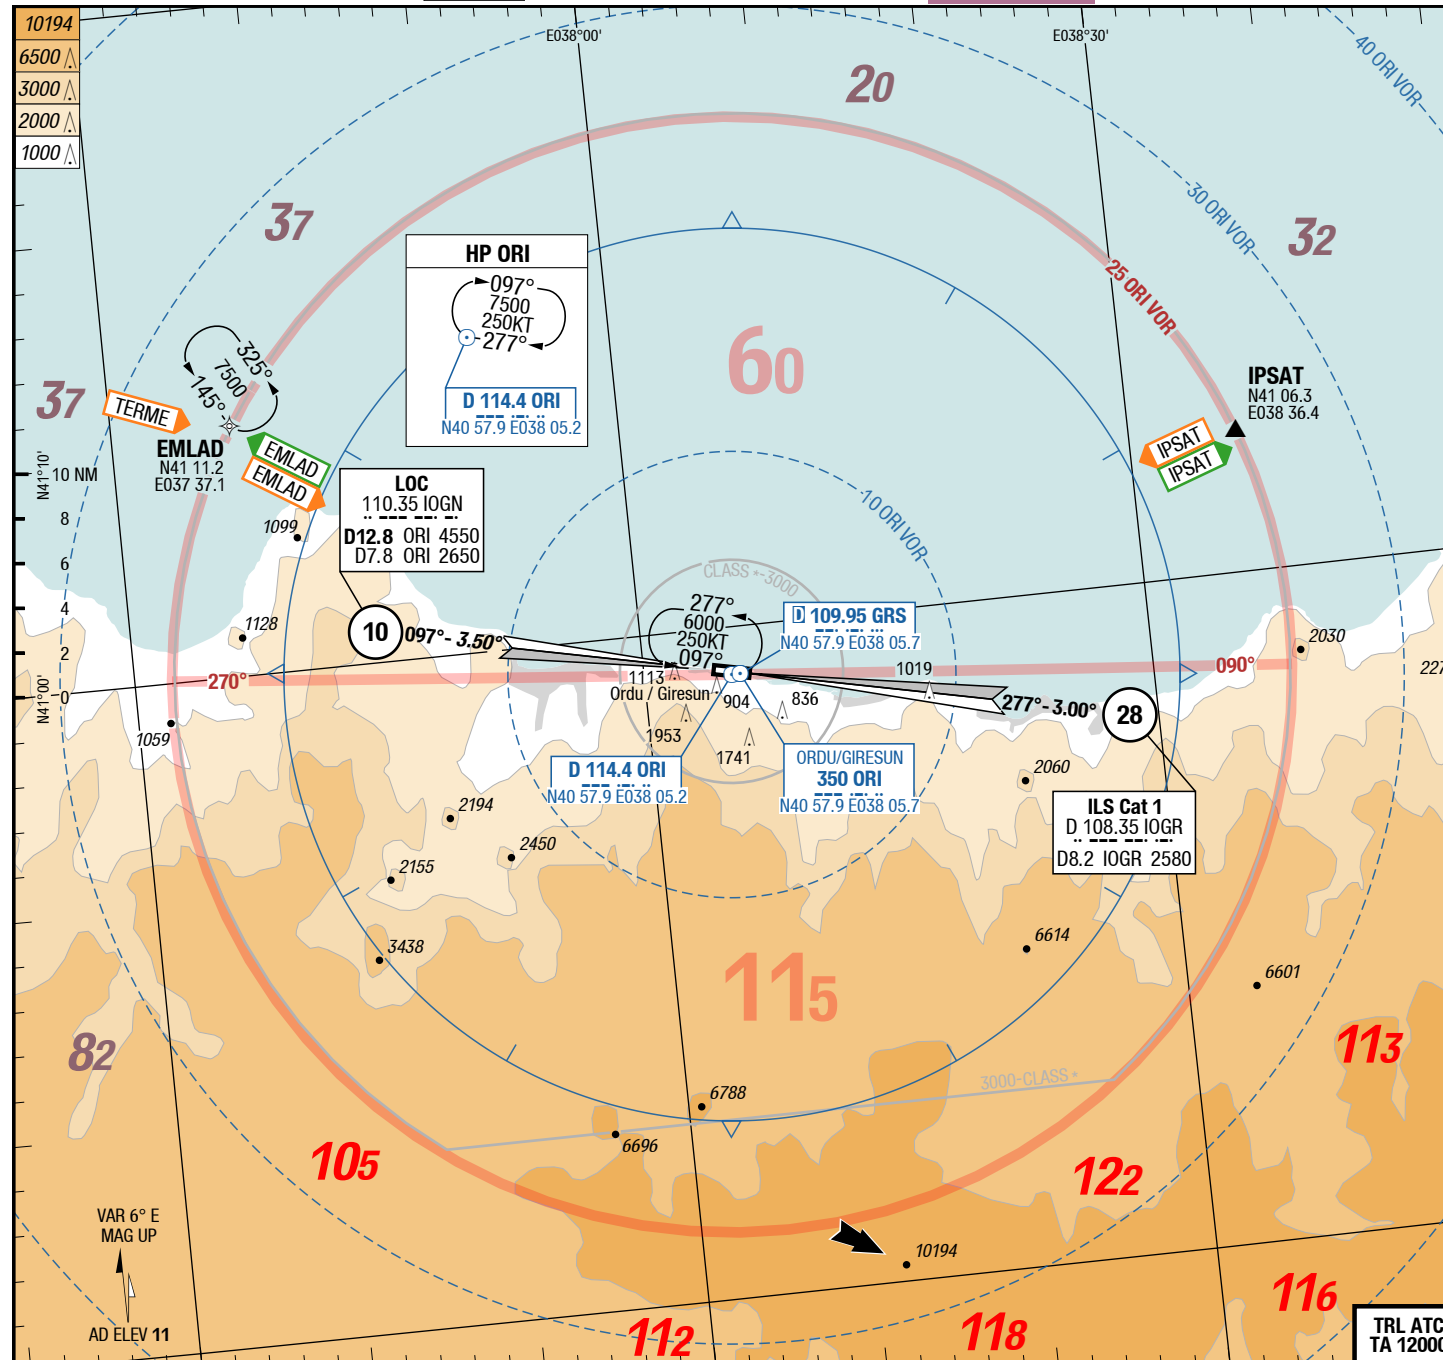 10194
6500
3000
2000
1000
E038°00'
E038°30'
40 ORI VOR
20
37
30 ORI VOR
32
HP ORI
097°
7500
250KT
277°
D 114.4 ORI
N40 57.9 E038 05.2
25 ORI VOR
60
325°
7500
145°
37
TERME
EMLAD
N41 11.2
E037 37.1
EMLAD
EMLAD
IPSAT
N41 06.3
E038 36.4
IPSAT
IPSAT
N41°10'
10 NM
8
6
4
2
0
N41°00'
LOC
110.35 IOGN
D12.8 ORI 4550
D7.8 ORI 2650
1099
10 ORI VOR
CLASS *-3000
1128
10
097°- 3.50°
277°
6000
250KT
097°
D 109.95 GRS
N40 57.9 E038 05.7
2030
270°
090°
227
1113
1019
Ordu / Giresun
904
836
277°- 3.00°
28
1059
1953
1741
D 114.4 ORI
N40 57.9 E038 05.2
ORDU/GIRESUN
350 ORI
N40 57.9 E038 05.7
2060
ILS Cat 1
D 108.35 IOGR
D8.2 IOGR 2580
2194
2450
2155
3438
6614
6601
115
82
113
3000-CLASS *
6788
6696
105
122
VAR 6° E
MAG UP
AD ELEV 11
10194
116
112
118
TRL ATC
TA 12000